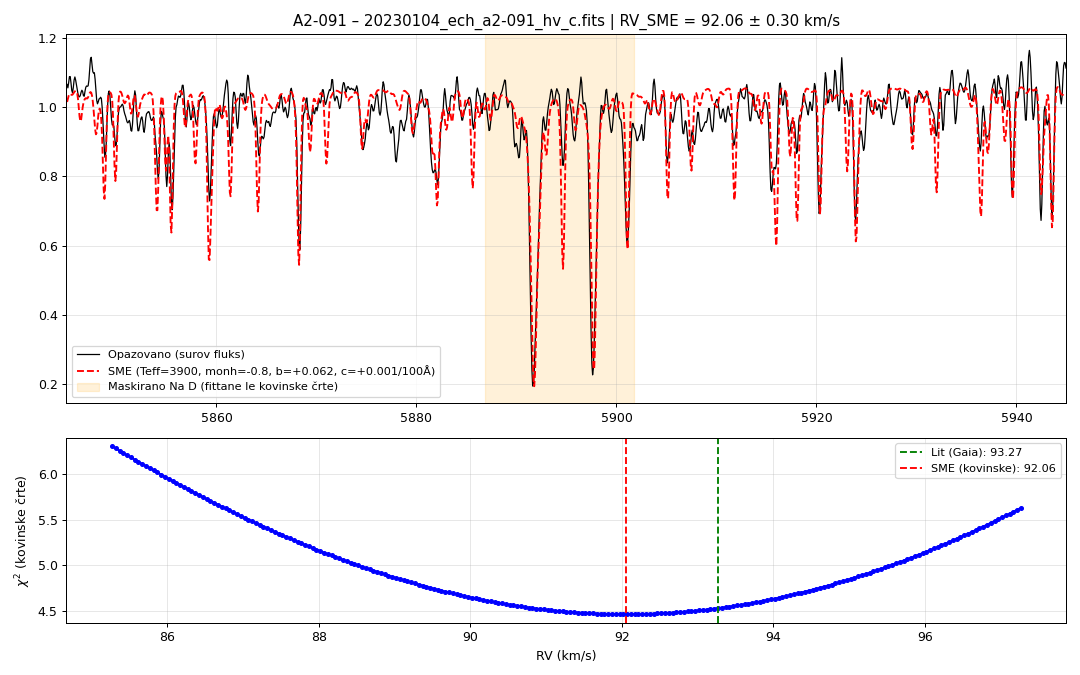 A2-091 – 20230104_ech_a2-091_hv_c.fits | RV_SME = 92.06 ± 0.30 km/s
1.2
1.0
0.8
0.6
0.4
0.2
Opazovano (surov fluks)
SME (Teff=3900, monh=-0.8, b=+0.062, c=+0.001/100Å)
Maskirano Na D (fittane le kovinske črte)
5860 5880 5900 5920 5940
Lit (Gaia): 93.27
SME (kovinske): 92.06
6.0
5.5
5.0
4.5
χ² (kovinske črte)
86 88 90 92 94 96
RV (km/s)